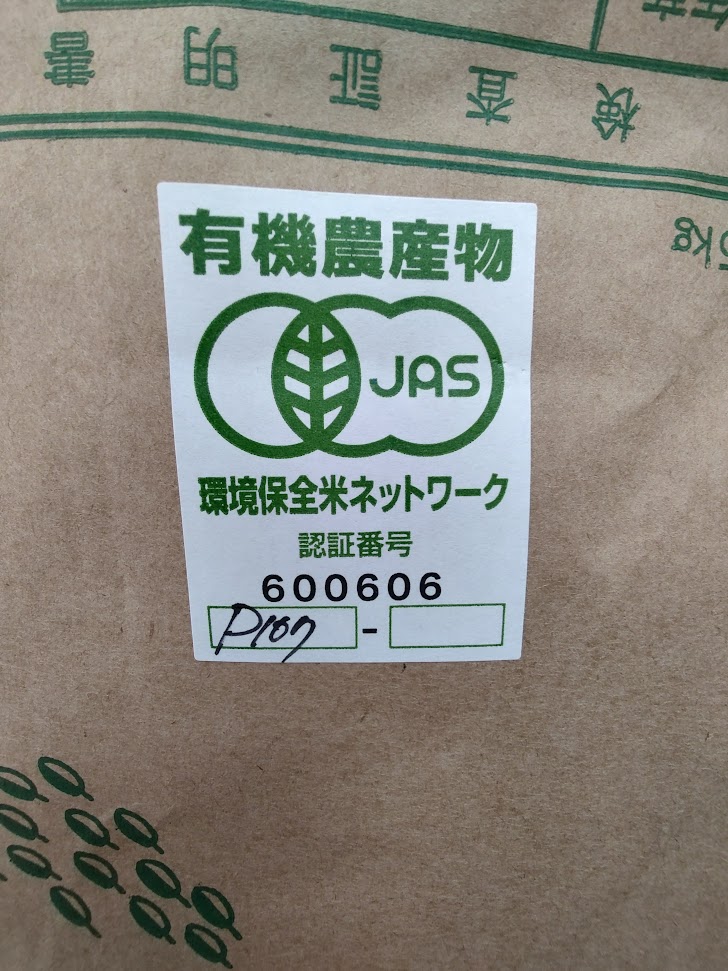 検査証明書
有機農産物
JAS
環境保全米ネットワーク
認証番号
600606
P107 -